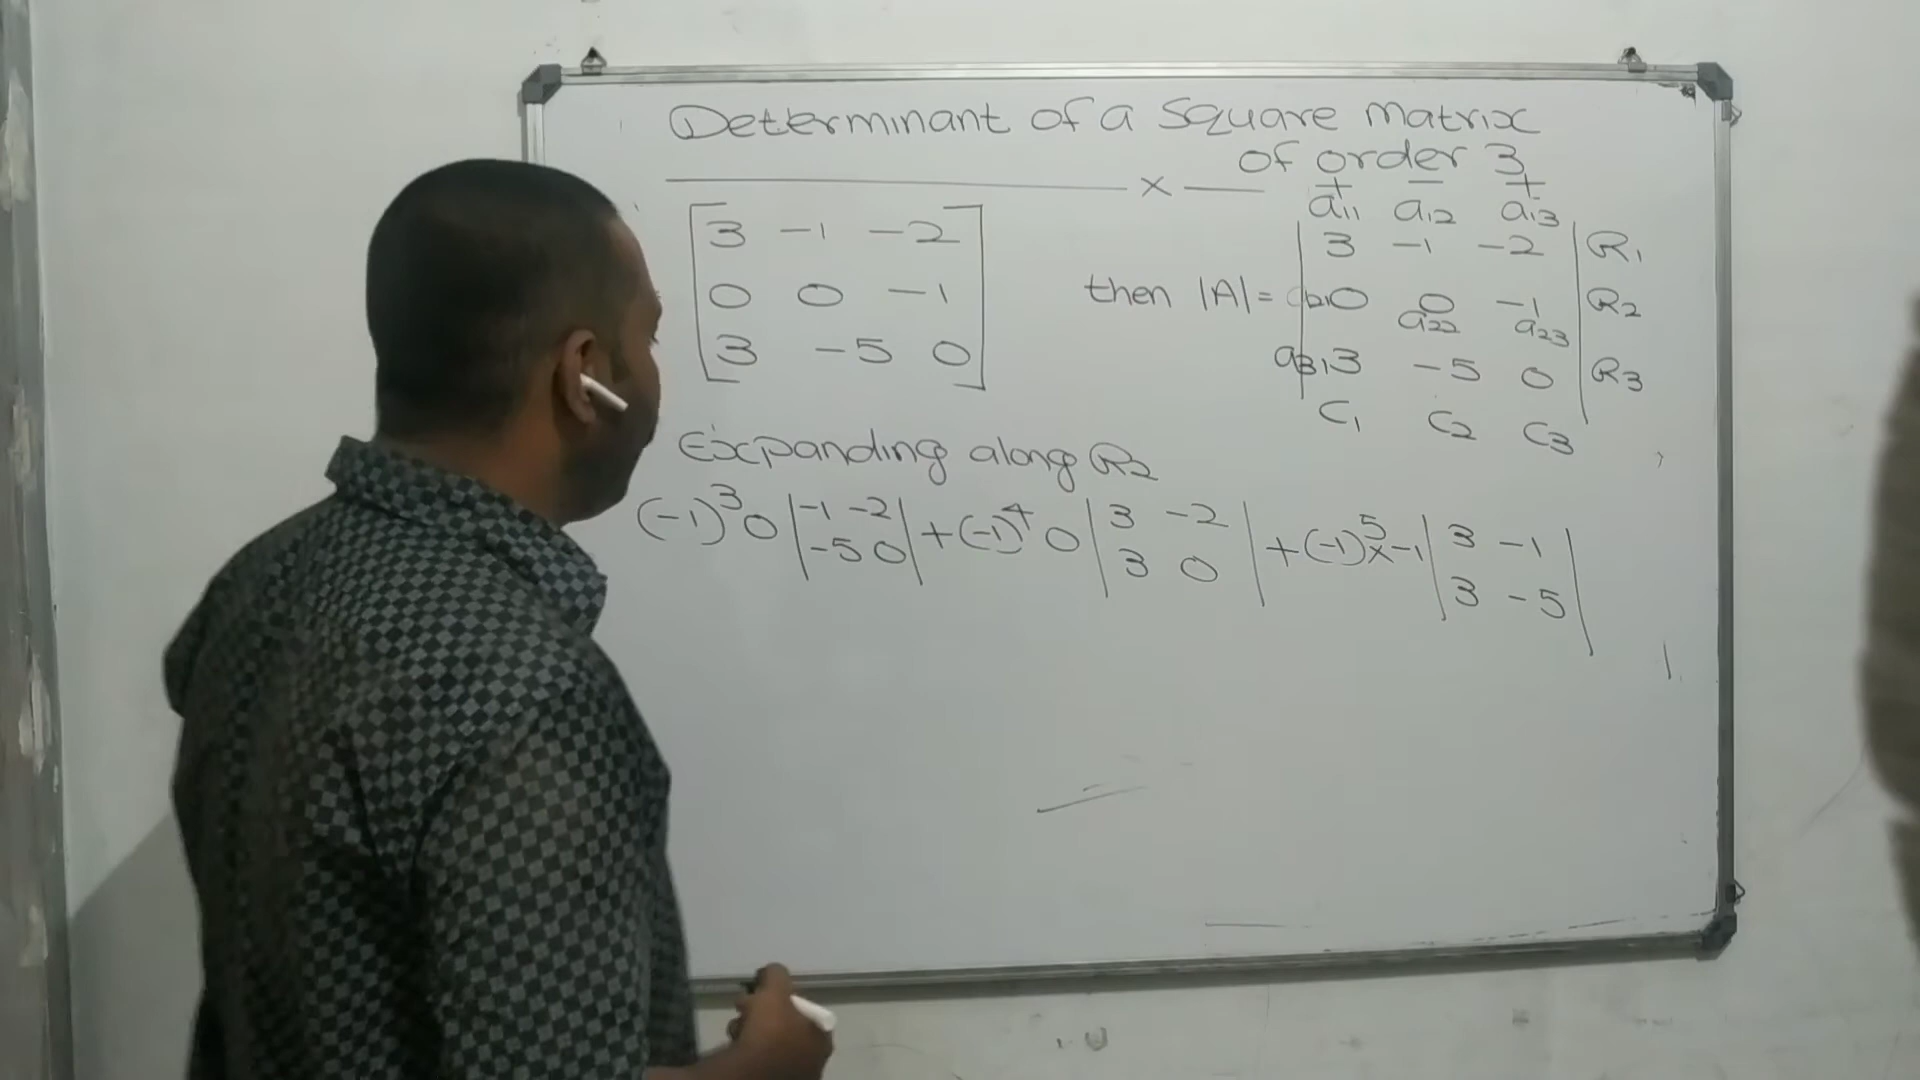 Determinant of a square matrix
of order 3
x
+ - +
a11 a12 a13
3 -1 -2
0 0 -1
3 -5 0
then |A| =
3 -1 -2 R1
a21 0 0 -1 R2
a22 a23
a31 3 -5 0 R3
C1 C2 C3
Expanding along R2
(-1)^3 0 |-1 -2| + (-1)^4 0 |3 -2| + (-1)^5 x -1 |3 -1|
|-5 0| |3 0| |3 -5|